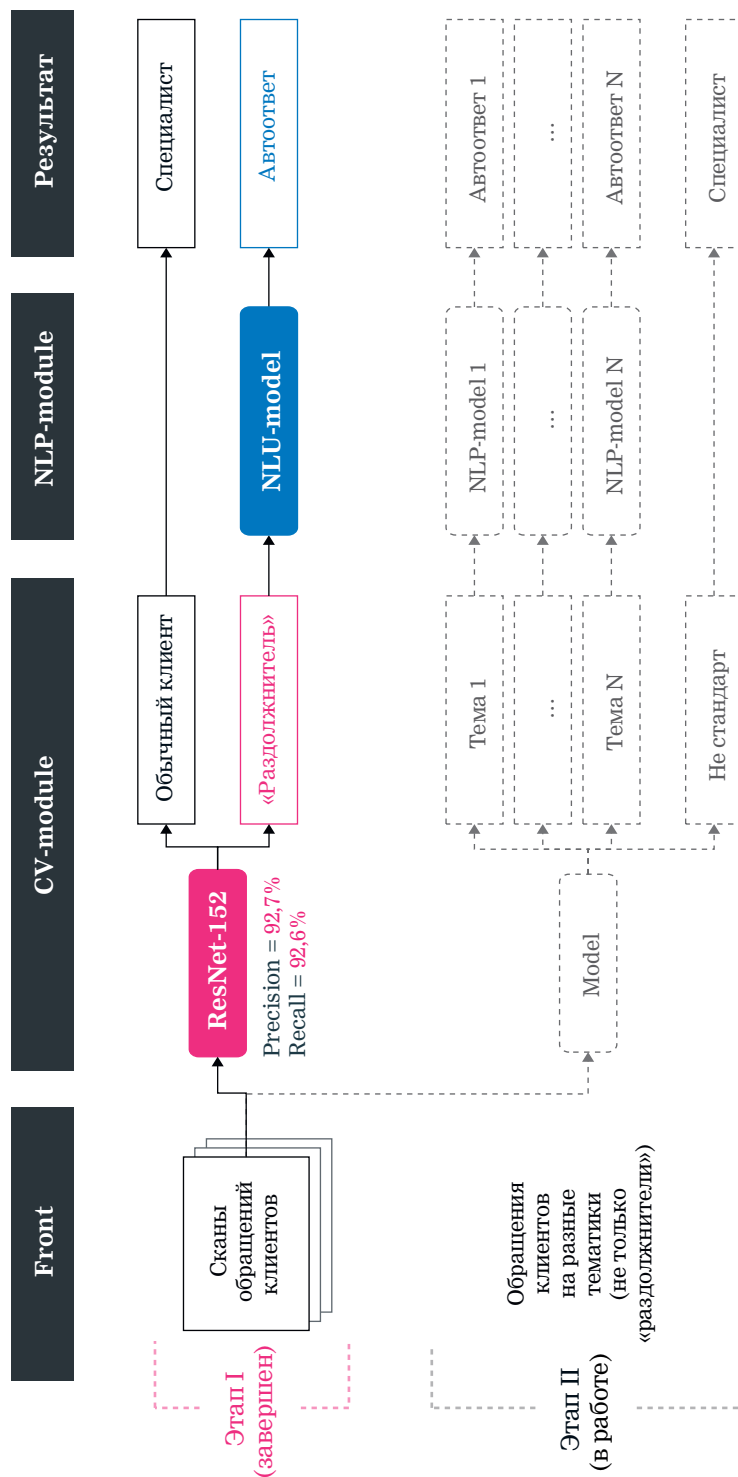 Front
CV-module
NLP-module
Результат
Этап I
(завершен)
Сканы
обращений
клиентов
ResNet-152
Precision = 92,7%
Recall = 92,6%
Обычный клиент
Специалист
«Раздолжнитель»
NLU-model
Автоответ
Этап II
(в работе)
Обращения
клиентов
на разные
тематики
(не только
«раздолжнители»)
Model
Тема 1
NLP-model 1
Автоответ 1
...
...
...
Тема N
NLP-model N
Автоответ N
Не стандарт
Специалист